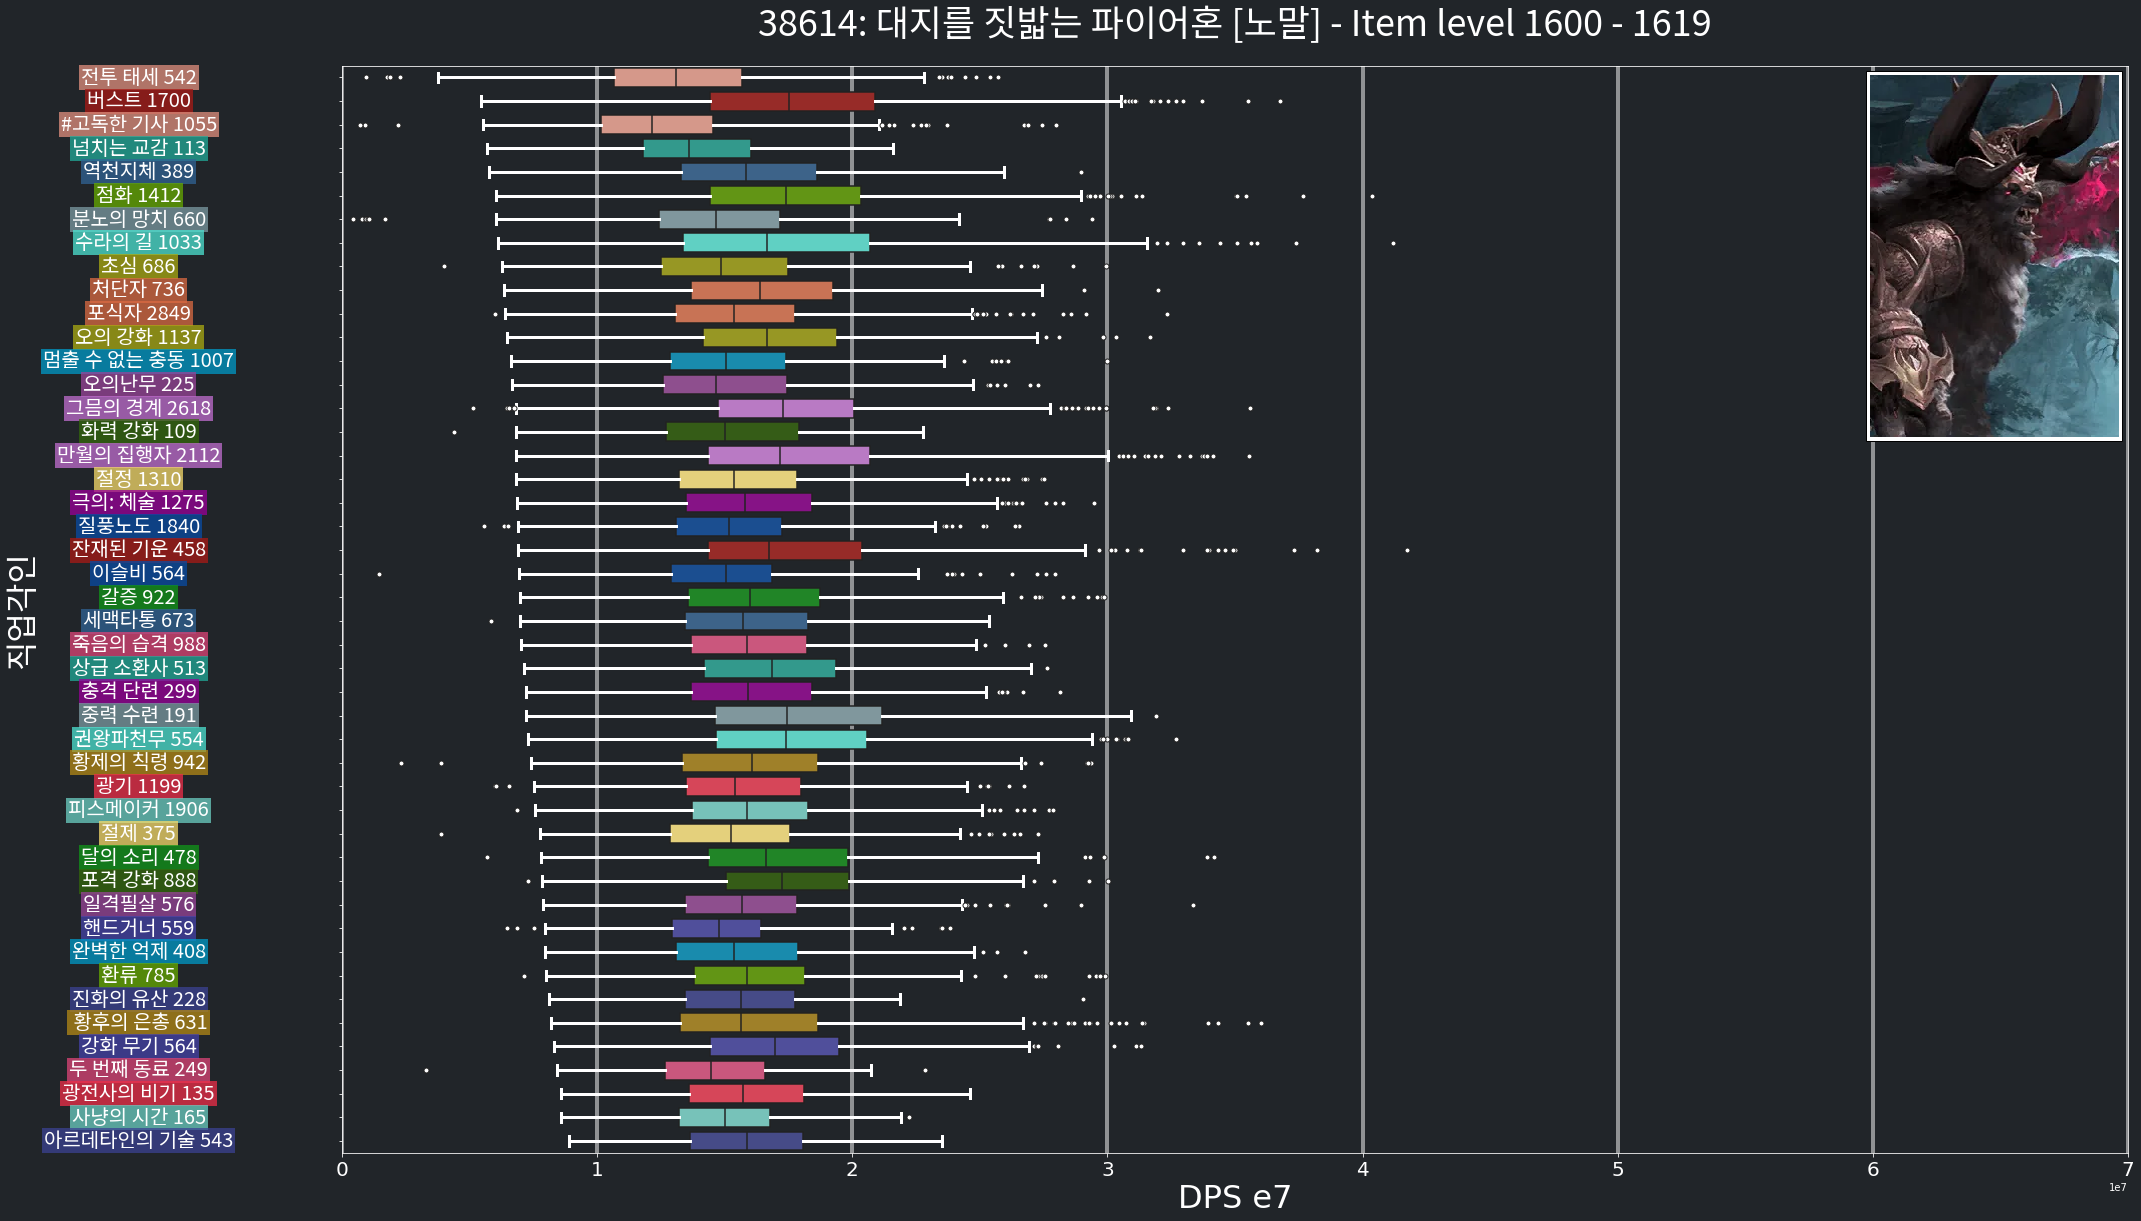 38614: 대지를 짓밟는 파이어혼 [노말] - Item level 1600 - 1619
전투 태세 542
버스트 1700
#고독한 기사 1055
넘치는 교감 113
역천지체 389
점화 1412
분노의 망치 660
수라의 길 1033
초심 686
처단자 736
포식자 2849
오의 강화 1137
멈출 수 없는 충동 1007
오의난무 225
그믐의 경계 2618
화력 강화 109
만월의 집행자 2112
절정 1310
극의: 체술 1275
질풍노도 1840
잔재된 기운 458
이슬비 564
갈증 922
세맥타통 673
죽음의 습격 988
상급 소환사 513
충격 단련 299
중력 수련 191
권왕파천무 554
황제의 칙령 942
광기 1199
피스메이커 1906
절제 375
달의 소리 478
포격 강화 888
일격필살 576
핸드거너 559
완벽한 억제 408
환류 785
진화의 유산 228
황후의 은총 631
강화 무기 564
두 번째 동료 249
광전사의 비기 135
사냥의 시간 165
아르데타인의 기술 543
직업각인
0 1 2 3 4 5 6 7
DPS e7
1e7